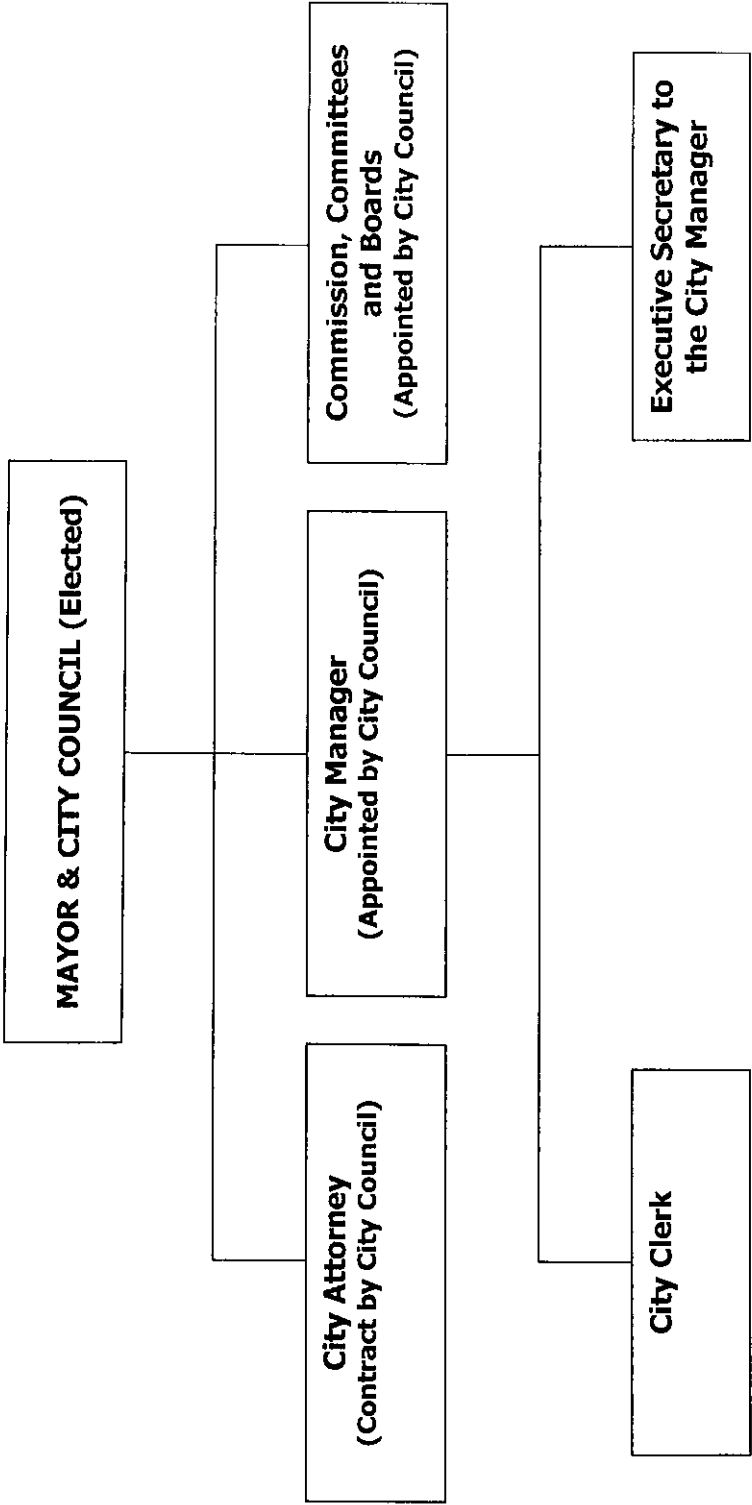 MAYOR & CITY COUNCIL (Elected)
City Attorney
(Contract by City Council)
City Manager
(Appointed by City Council)
Commission, Committees
and Boards
(Appointed by City Council)
City Clerk
Executive Secretary to
the City Manager